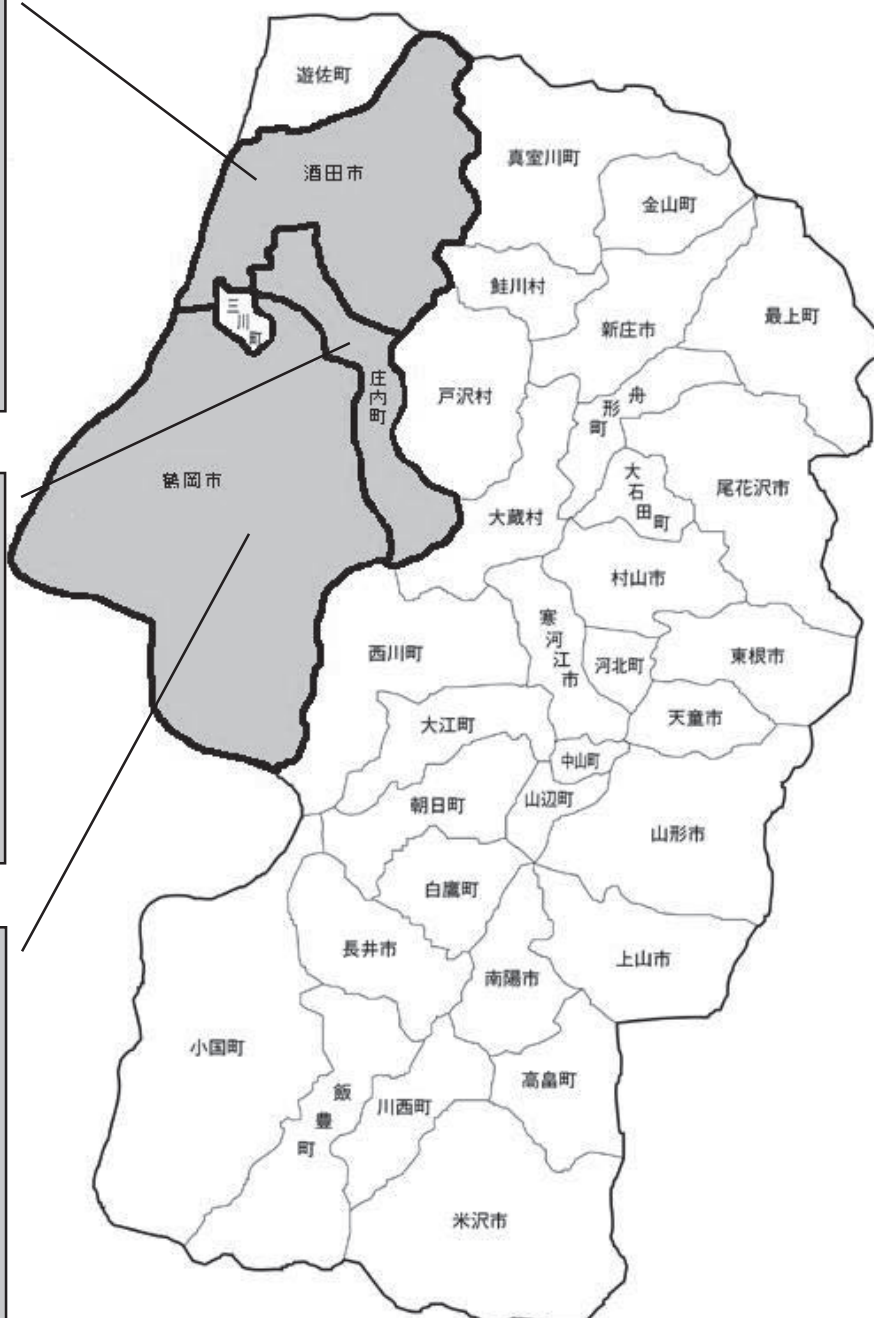 遊佐町
酒田市
真室川町
金山町
鮭川村
三川町
新庄市
最上町
庄内町
戸沢村
舟形町
鶴岡市
大石田町
尾花沢市
大蔵村
村山市
寒河江市
西川町
河北町
東根市
大江町
天童市
中山町
朝日町
山辺町
山形市
白鷹町
長井市
南陽市
上山市
小国町
飯豊町
川西町
高畠町
米沢市